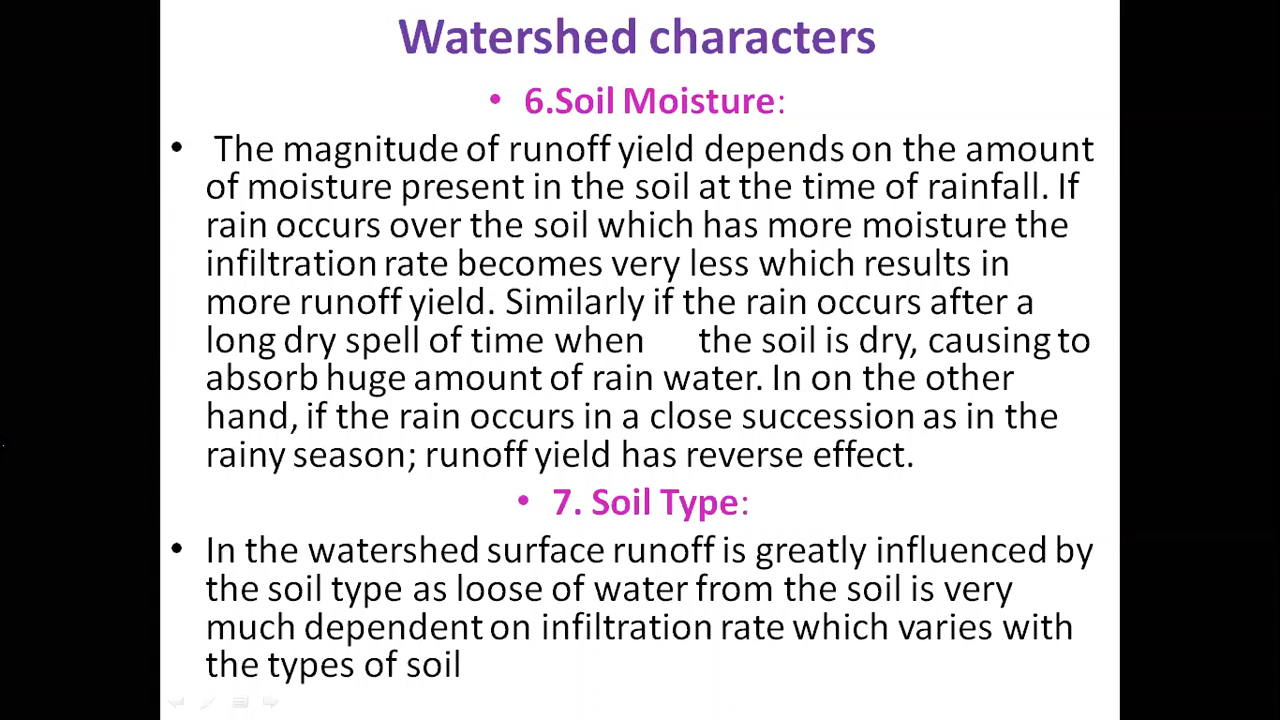 Watershed characters
• 6.Soil Moisture:
• The magnitude of runoff yield depends on the amount
of moisture present in the soil at the time of rainfall. If
rain occurs over the soil which has more moisture the
infiltration rate becomes very less which results in
more runoff yield. Similarly if the rain occurs after a
long dry spell of time when the soil is dry, causing to
absorb huge amount of rain water. In on the other
hand, if the rain occurs in a close succession as in the
rainy season; runoff yield has reverse effect.
• 7. Soil Type:
• In the watershed surface runoff is greatly influenced by
the soil type as loose of water from the soil is very
much dependent on infiltration rate which varies with
the types of soil